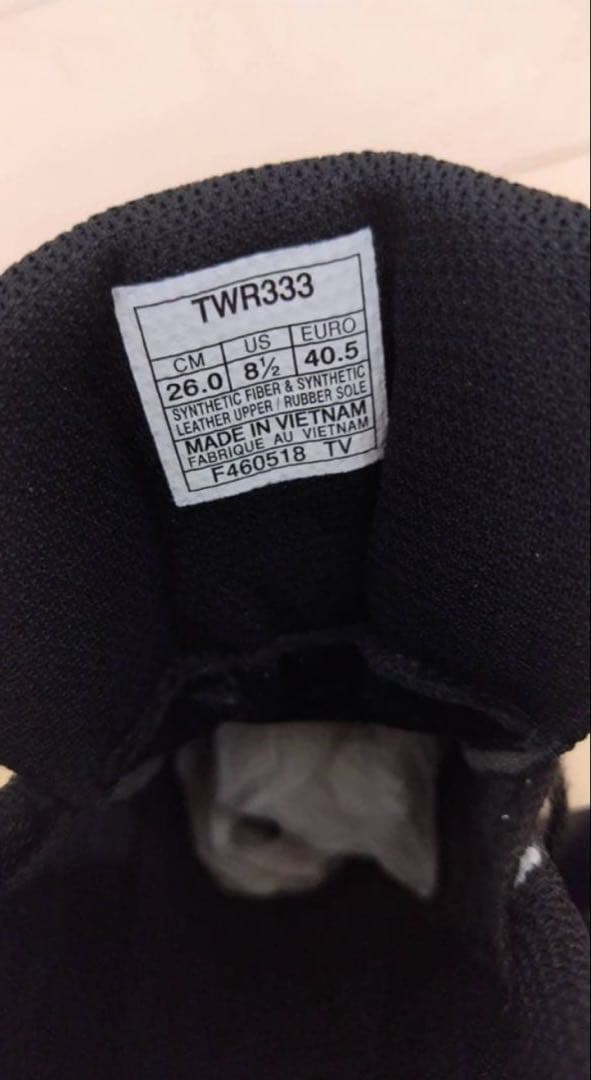 TWR333
CM US EURO
26.0 8½ 40.5
SYNTHETIC FIBER & SYNTHETIC
LEATHER UPPER / RUBBER SOLE
MADE IN VIETNAM
FABRIQUE AU VIETNAM
F460518 TV